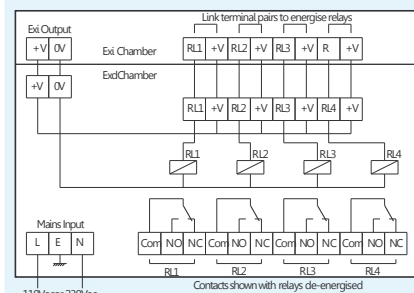 Exi Output
Link terminal pairs to energise relays
+V 0V
Exi Chamber
RL1 +V RL2 +V RL3 +V R +V
ExdChamber
+V 0V
RL1 +V RL2 +V RL3 +V RL4 +V
RL1 RL2 RL3 RL4
Mains Input
L E N
Com NO NC Com NO NC Com NO NC Com NO NC
RL1 RL2 RL3 RL4
Contacts shown with relays de-energised